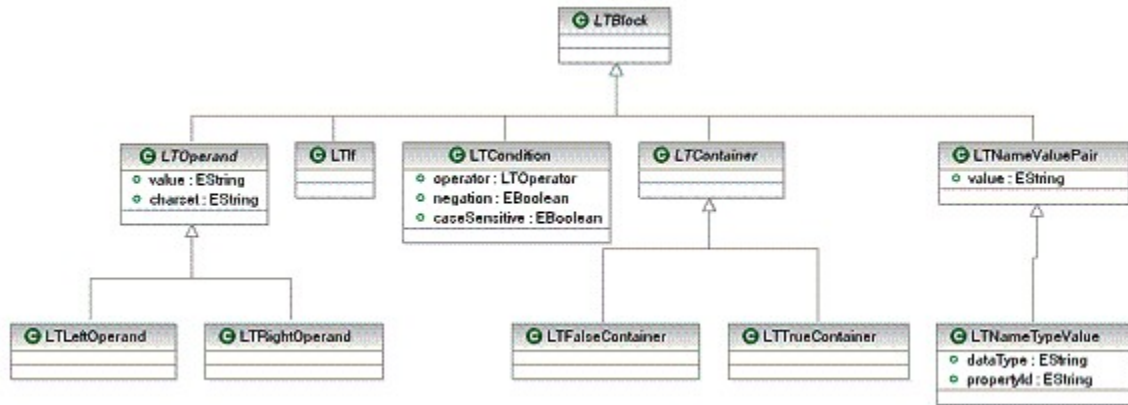 LTBlock
LTOperand
value : EString
charset : EString
LTIf
LTCondition
operator : LTOperator
negation : EBoolean
caseSensitive : EBoolean
LTContainer
LTNameValuePair
value : EString
LTLeftOperand
LTRightOperand
LTFalseContainer
LTTrueContainer
LTNameTypeValue
dataType : EString
propertyId : EString